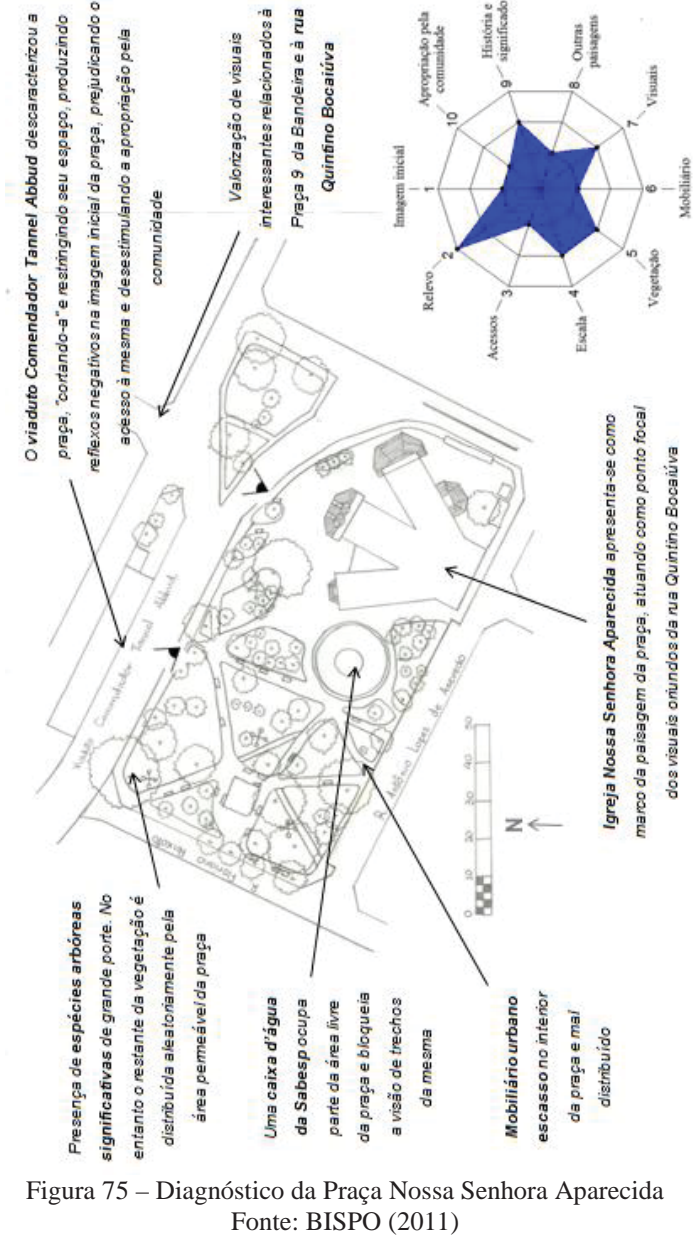 Presença de espécies arbóreas
significativas de grande porte. No
entanto o restante da vegetação é
distribuída aleatoriamente pela
área permeável da praça
Uma caixa d'água
da Sabesp ocupa
parte da área livre
da praça e bloqueia
a visão de trechos
da mesma
Mobiliário urbano
escasso no interior
da praça e mal
distribuído
O viaduto Comendador Tannel Abbud descaracterizou a
praça, "cortando-a" e restringindo seu espaço, produzindo
reflexos negativos na imagem inicial da praça, prejudicando o
acesso à mesma e desestimulando a apropriação pela
comunidade
Valorização de visuais
interessantes relacionados à
Praça 9 da Bandeira e à rua
Quintino Bocaiúva
Viaduto Comendador Tannel Abbud
R. Floriano Peixoto
R. Antônio Lopes de Azevedo
N
0 10 20 30 40 50
Igreja Nossa Senhora Aparecida apresenta-se como
marco da paisagem da praça, atuando como ponto focal
dos visuais oriundos da rua Quintino Bocaiúva
Imagem inicial
1
Relevo
2
Acessos
3
Escala
4
Vegetação
5
Mobiliário
6
Visuais
7
Outras
paisagens
8
História e
significado
9
Apropriação pela
comunidade
10
Figura 75 – Diagnóstico da Praça Nossa Senhora Aparecida
Fonte: BISPO (2011)